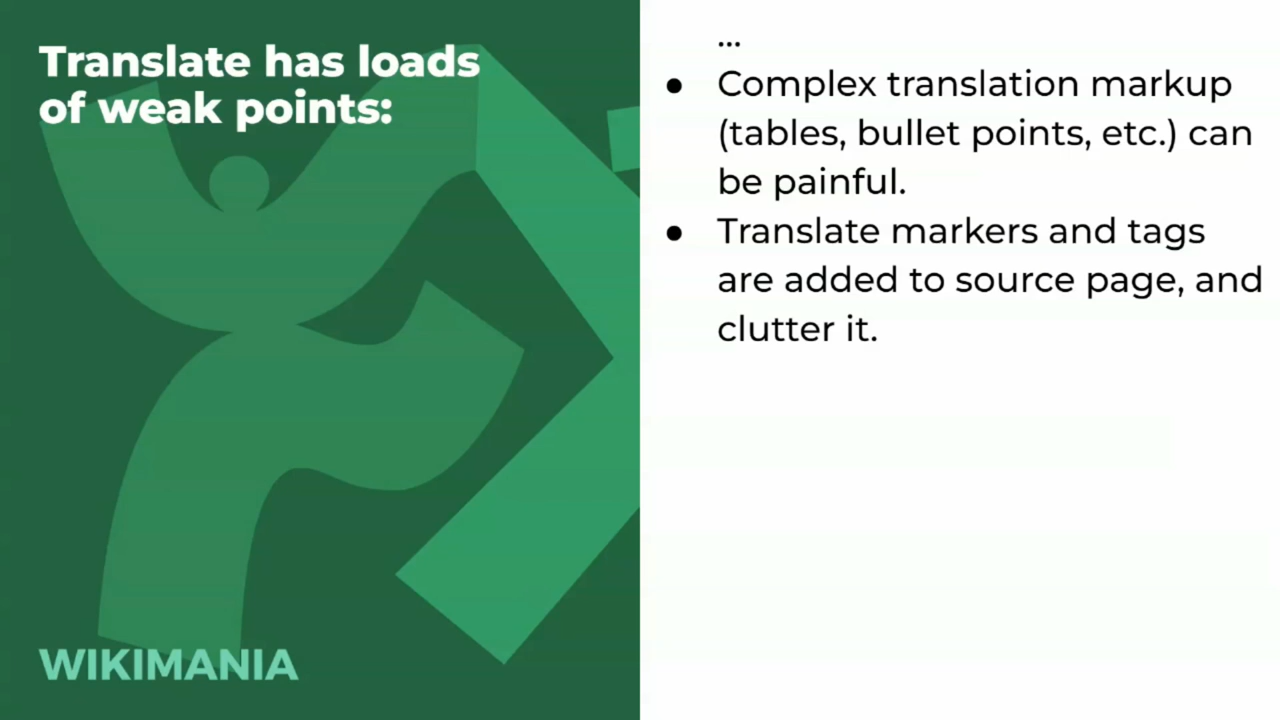 Translate has loads
of weak points:
WIKIMANIA
...
● Complex translation markup
(tables, bullet points, etc.) can
be painful.
● Translate markers and tags
are added to source page, and
clutter it.